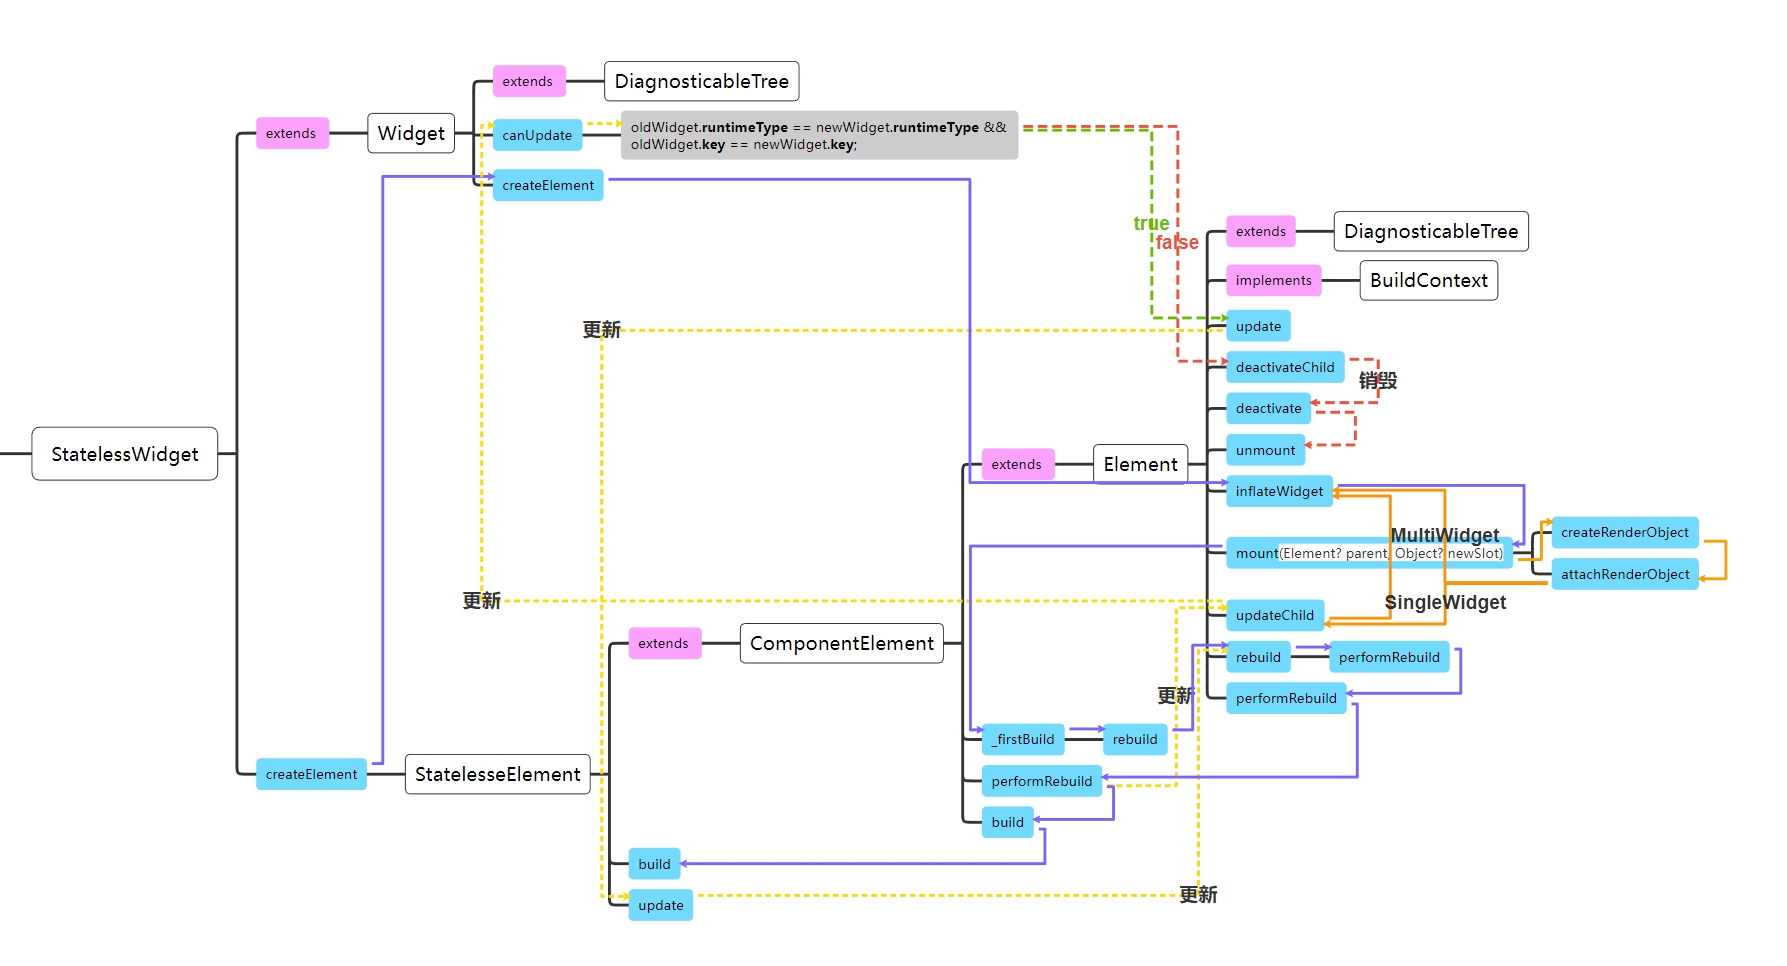 extends
DiagnosticableTree
extends
Widget
canUpdate
oldWidget.runtimeType == newWidget.runtimeType &&
oldWidget.key == newWidget.key;
createElement
true
false
extends
DiagnosticableTree
implements
BuildContext
更新
update
deactivateChild
销毁
deactivate
unmount
StatelessWidget
extends
Element
inflateWidget
MultiWidget
mount(Element? parent, Object? newSlot)
createRenderObject
attachRenderObject
更新
SingleWidget
updateChild
extends
ComponentElement
rebuild
performRebuild
更新
performRebuild
_firstBuild
rebuild
createElement
StatelesseElement
performRebuild
build
build
更新
update